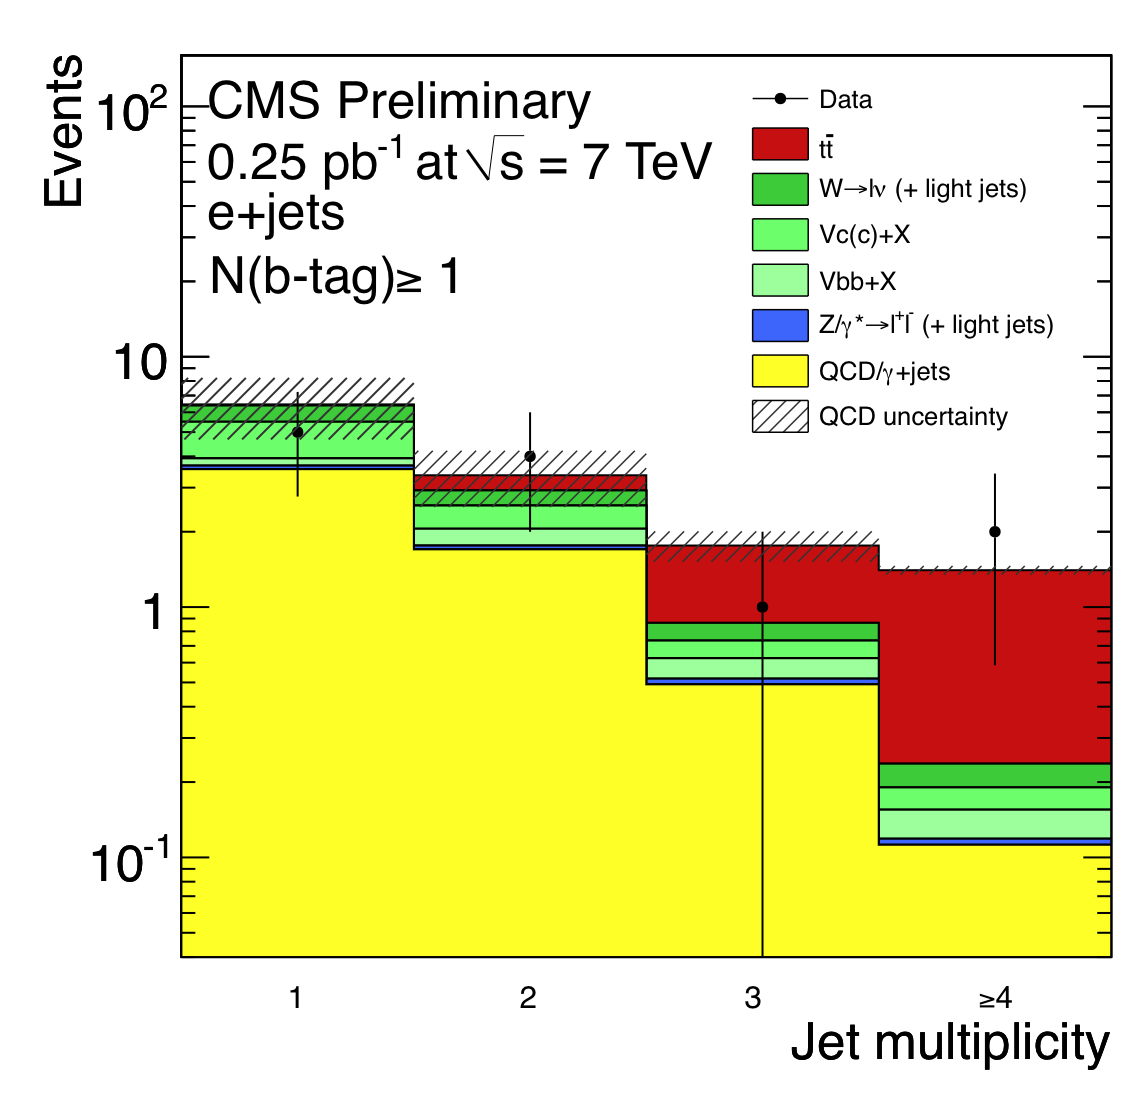 Events
10²
10
1
10⁻¹
CMS Preliminary
0.25 pb⁻¹ at √s = 7 TeV
e+jets
N(b-tag)≥ 1
Data
tt̄
W→lν (+ light jets)
Vc(c)+X
Vbb+X
Z/γ*→l⁺l⁻ (+ light jets)
QCD/γ+jets
QCD uncertainty
1 2 3 ≥4
Jet multiplicity